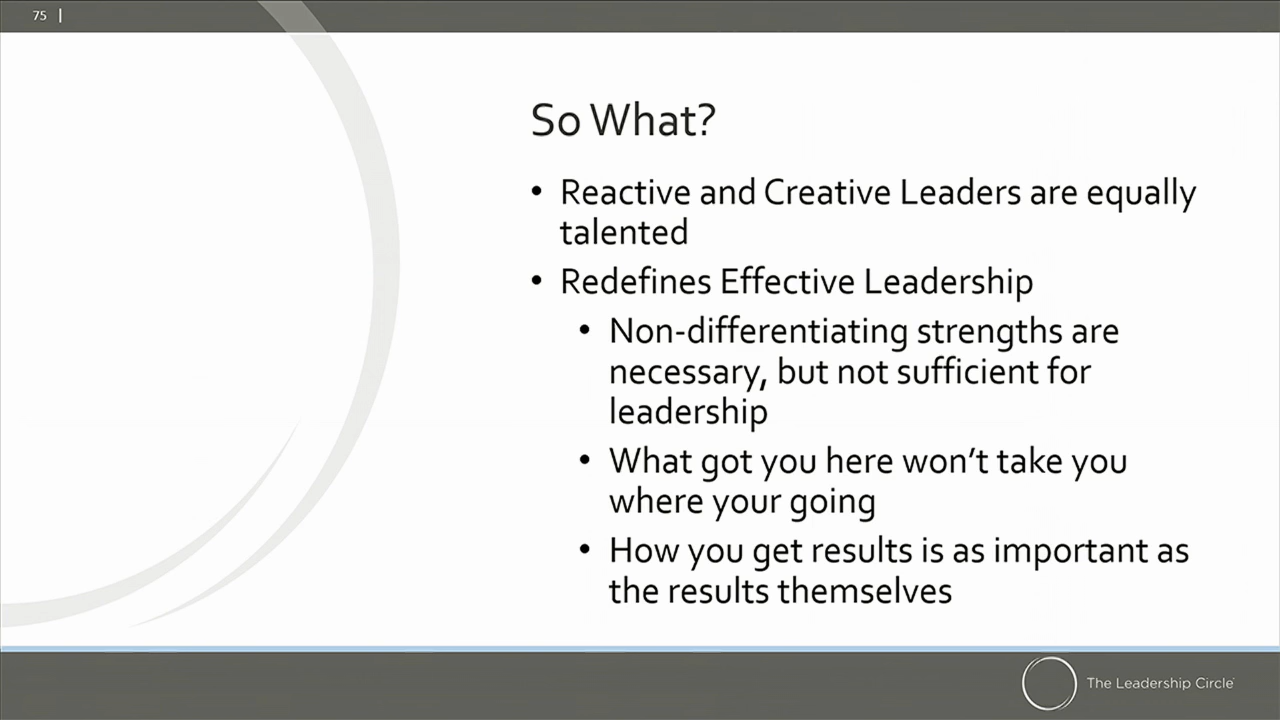 75 |
So What?
• Reactive and Creative Leaders are equally
talented
• Redefines Effective Leadership
• Non-differentiating strengths are
necessary, but not sufficient for
leadership
• What got you here won’t take you
where your going
• How you get results is as important as
the results themselves
The Leadership Circle